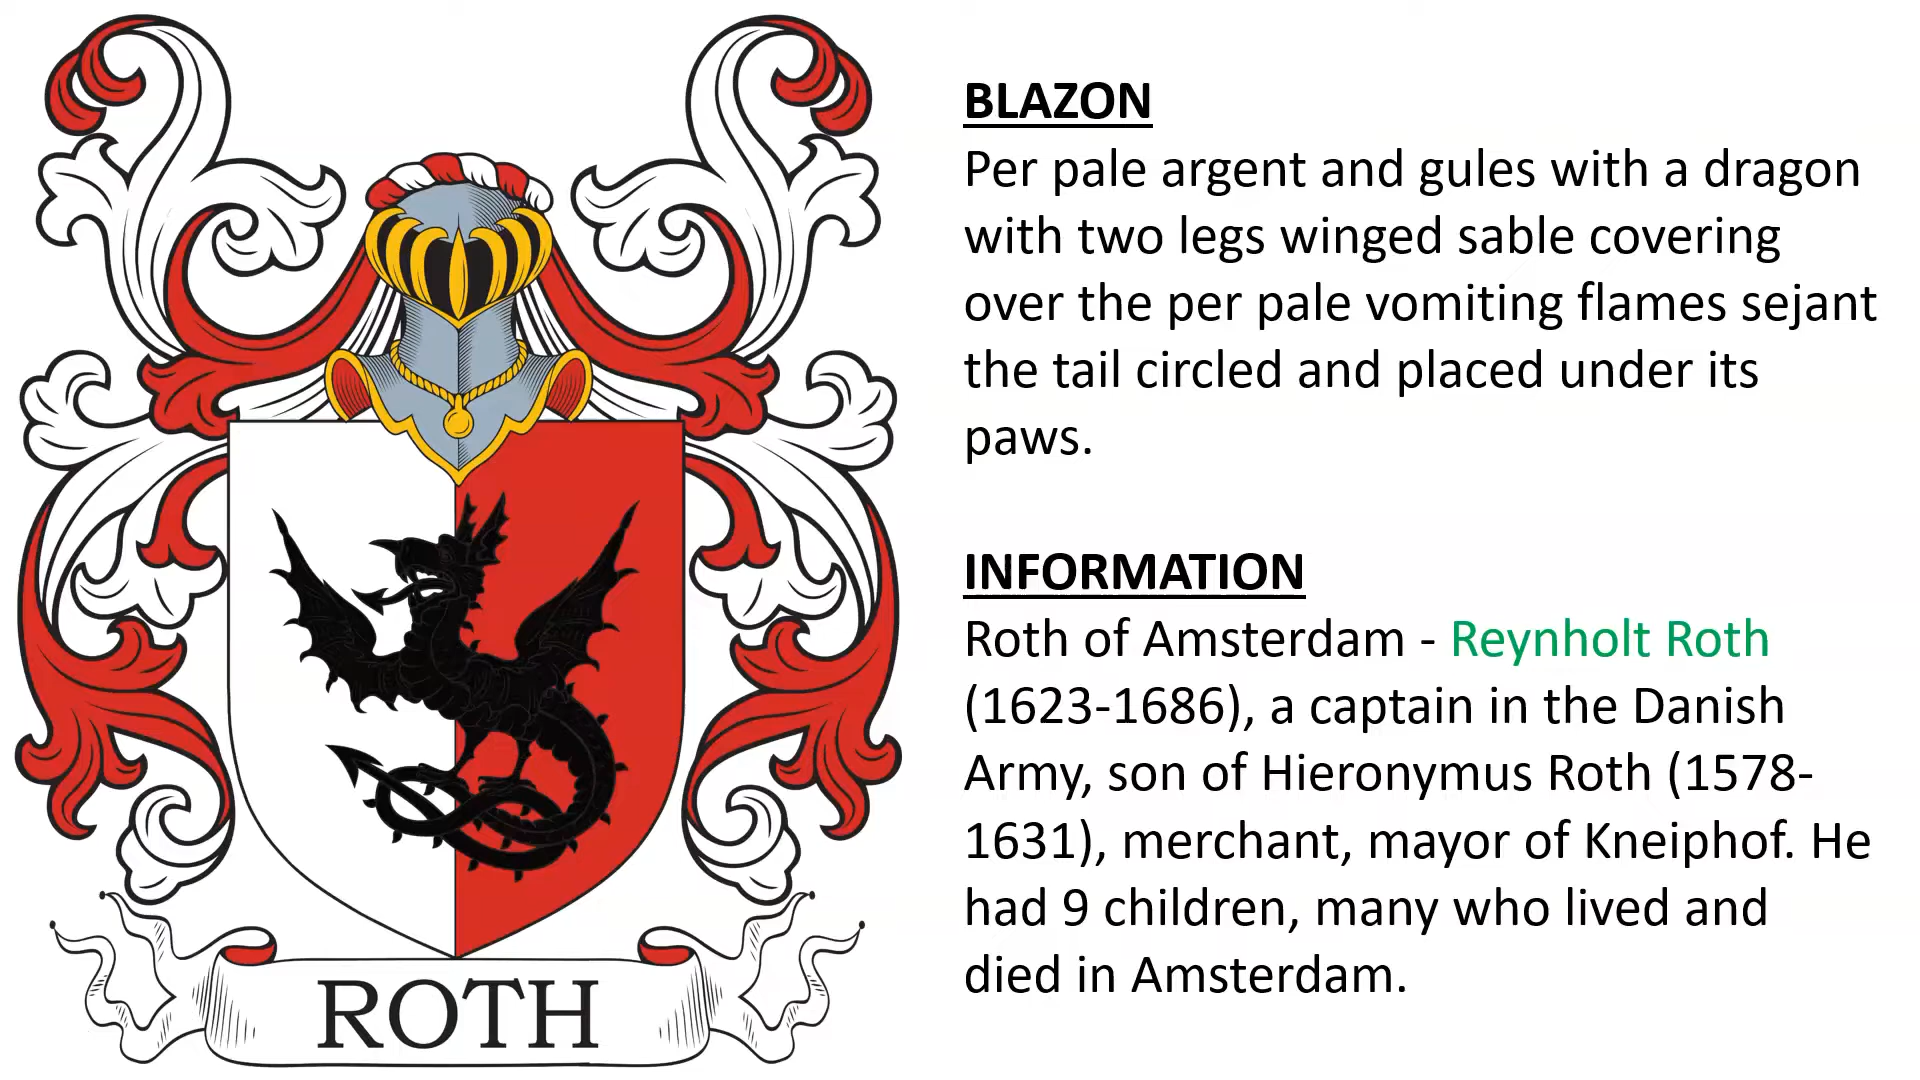 BLAZON
Per pale argent and gules with a dragon
with two legs winged sable covering
over the per pale vomiting flames sejant
the tail circled and placed under its
paws.
INFORMATION
Roth of Amsterdam - Reynholt Roth
(1623-1686), a captain in the Danish
Army, son of Hieronymus Roth (1578-
1631), merchant, mayor of Kneiphof. He
had 9 children, many who lived and
died in Amsterdam.
ROTH